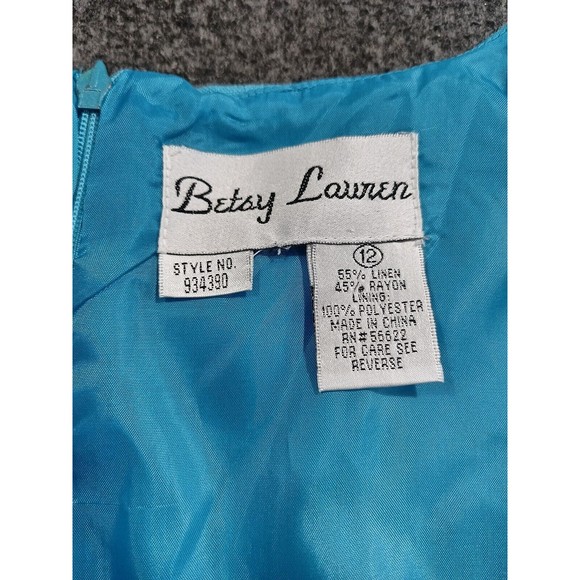 Betsy Lauren
STYLE NO.
934390
12
55% LINEN
45% RAYON
LINING:
100% POLYESTER
MADE IN CHINA
RN#56622
FOR CARE SEE
REVERSE